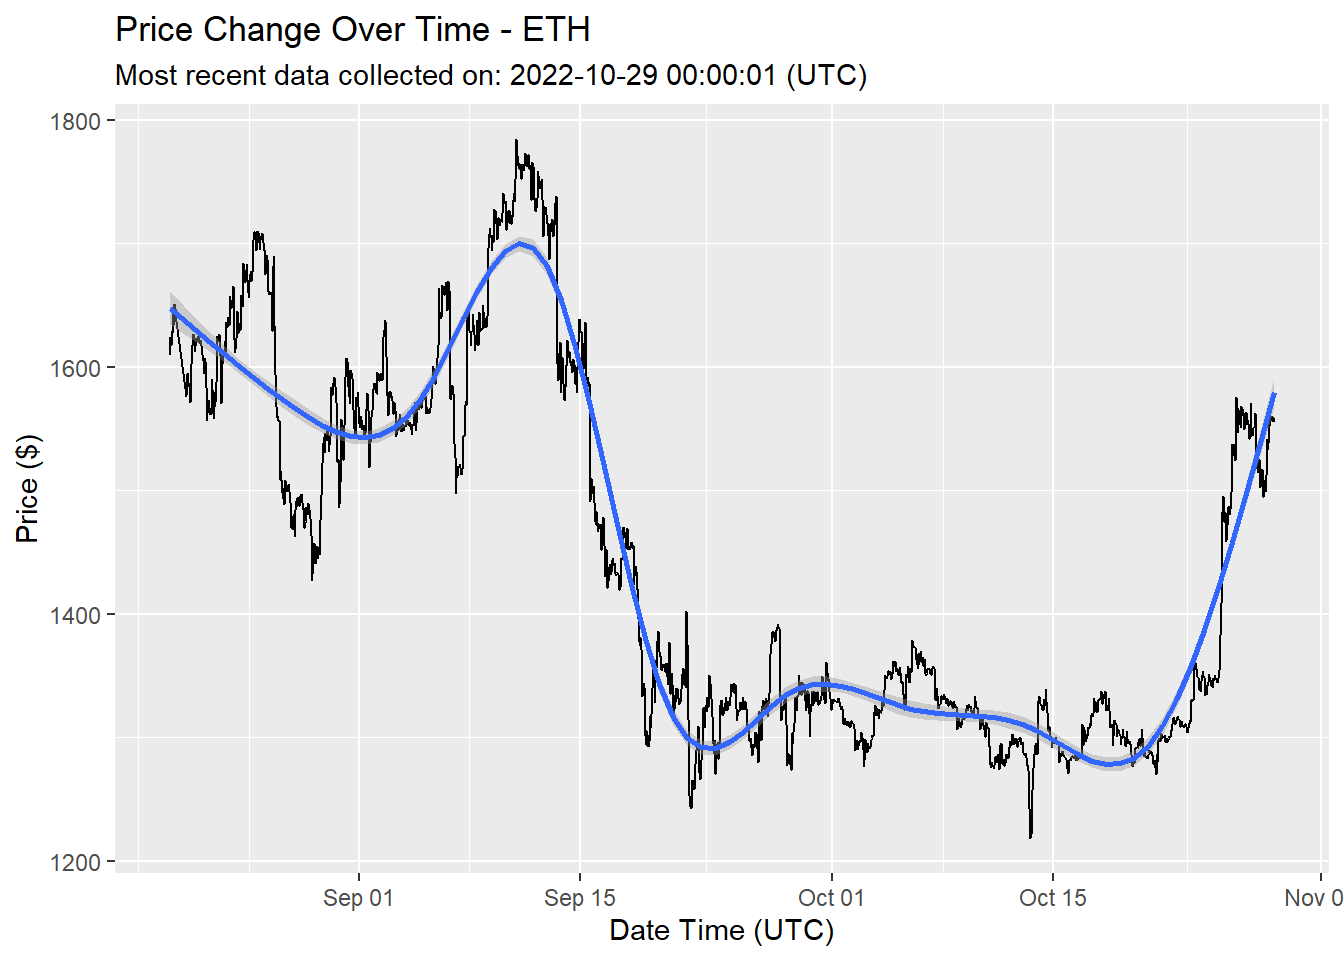 Price Change Over Time - ETH
Most recent data collected on: 2022-10-29 00:00:01 (UTC)
1800
1600
1400
1200
Price ($)
Sep 01
Sep 15
Oct 01
Oct 15
Nov 0
Date Time (UTC)